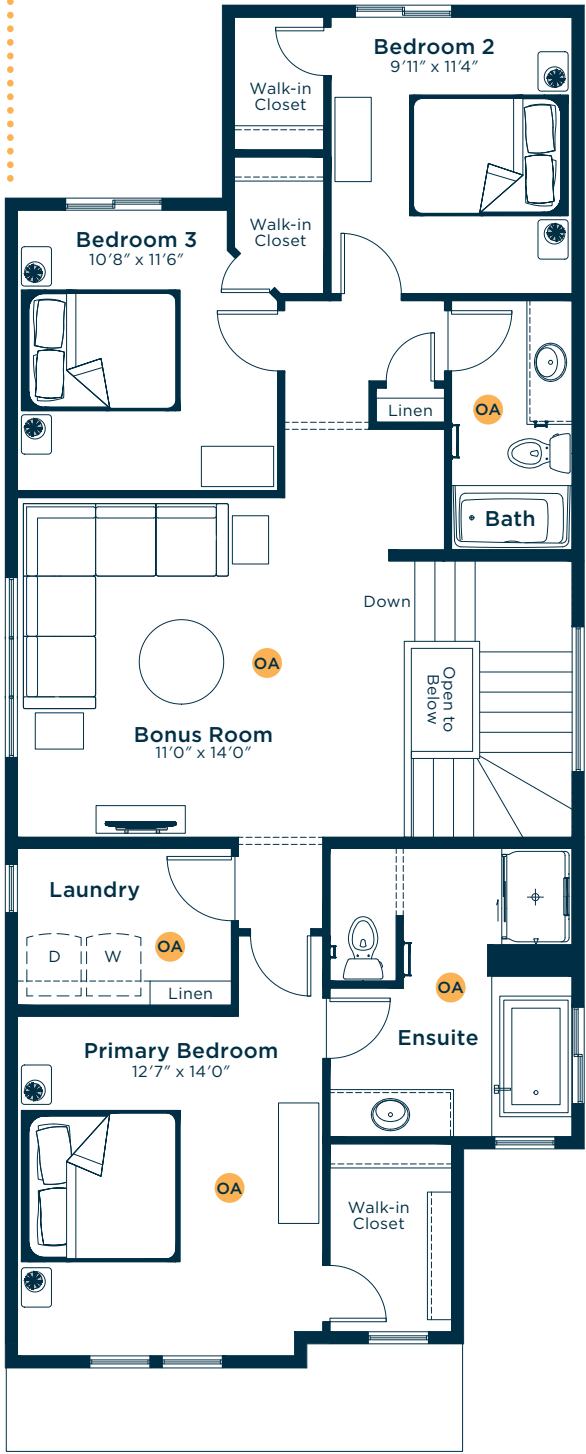 Bedroom 2
9'11" x 11'4"
Walk-in
Closet
Walk-in
Closet
Bedroom 3
10'8" x 11'6"
Linen
OA
Bath
Down
Open to
Below
OA
Bonus Room
11'0" x 14'0"
Laundry
OA
D
W
Linen
OA
Ensuite
Primary Bedroom
12'7" x 14'0"
OA
Walk-in
Closet